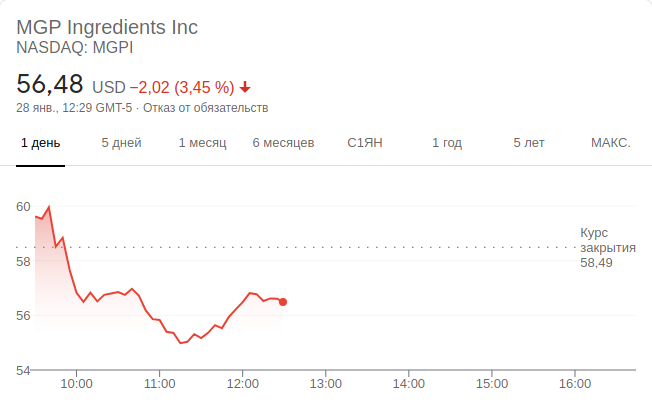 MGP Ingredients Inc
NASDAQ: MGPI
56,48 USD −2,02 (3,45 %)
28 янв., 12:29 GMT-5 · Отказ от обязательств
1 день 5 дней 1 месяц 6 месяцев С1ЯН 1 год 5 лет МАКС.
60
Курс
закрытия
58,49
58
56
54
10:00 11:00 12:00 13:00 14:00 15:00 16:00